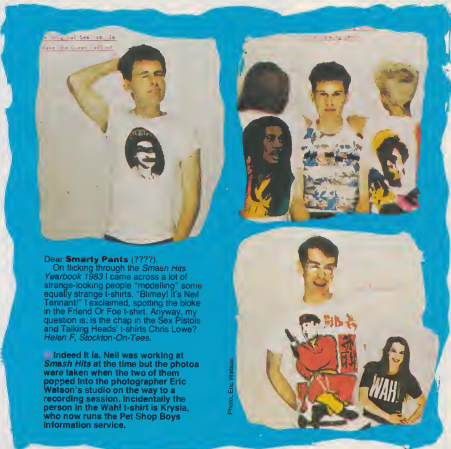 Dear Smarty Pants (????),
On flicking through the Smash Hits
Yearbook 1983 I came across a lot of
strange-looking people "modelling" some
equally strange t-shirts. "Blimey! It's Neil
Tennant!" I exclaimed, spotting the bloke
in the Friend Or Foe t-shirt. Anyway, my
question is: is the chap in the Sex Pistols
and Talking Heads' t-shirts Chris Lowe?
Helen F, Stockton-On-Tees.
Indeed it is. Neil was working at
Smash Hits at the time but the photos
were taken when the two of them
popped into the photographer Eric
Watson's studio on the way to a
recording session. Incidentally the
person in the Wah! t-shirt is Krysia,
who now runs the Pet Shop Boys
information service.
Photo: Eric Watson
WAH!